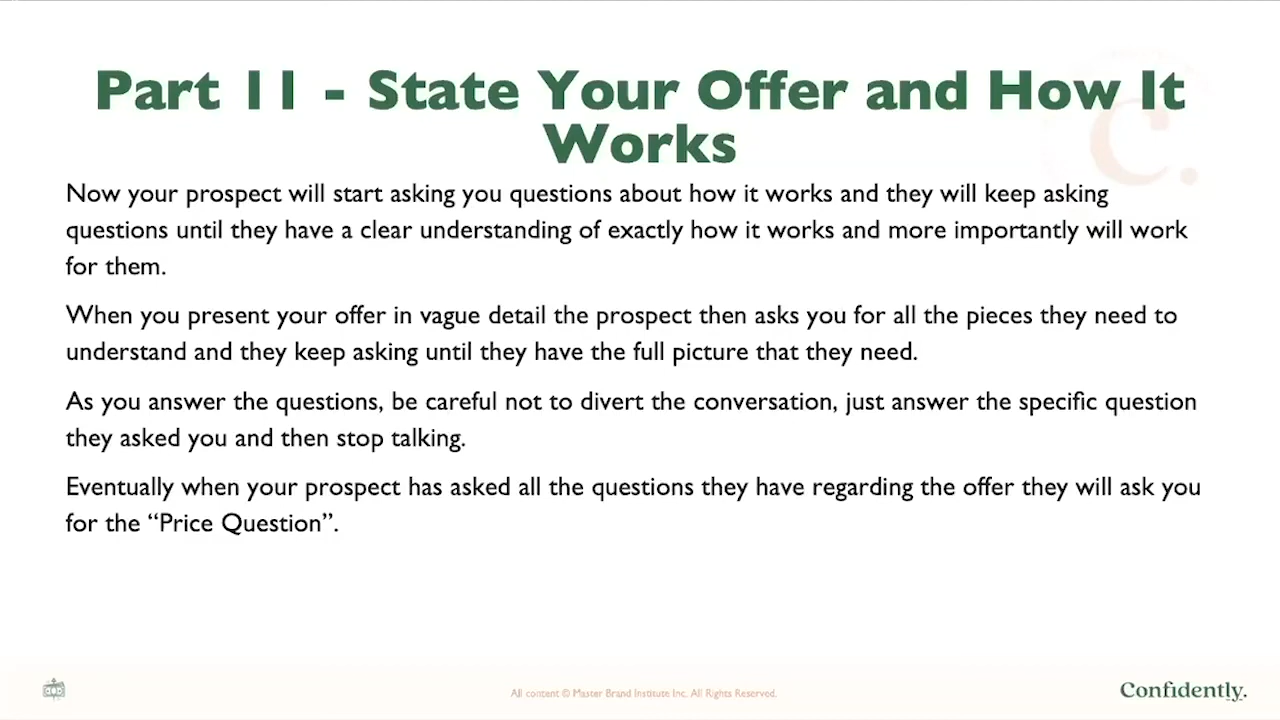 Part 11 - State Your Offer and How It
Works
Now your prospect will start asking you questions about how it works and they will keep asking
questions until they have a clear understanding of exactly how it works and more importantly will work
for them.
When you present your offer in vague detail the prospect then asks you for all the pieces they need to
understand and they keep asking until they have the full picture that they need.
As you answer the questions, be careful not to divert the conversation, just answer the specific question
they asked you and then stop talking.
Eventually when your prospect has asked all the questions they have regarding the offer they will ask you
for the “Price Question”.
C.
All content © Master Brand Institute Inc. All Rights Reserved.
Confidently.